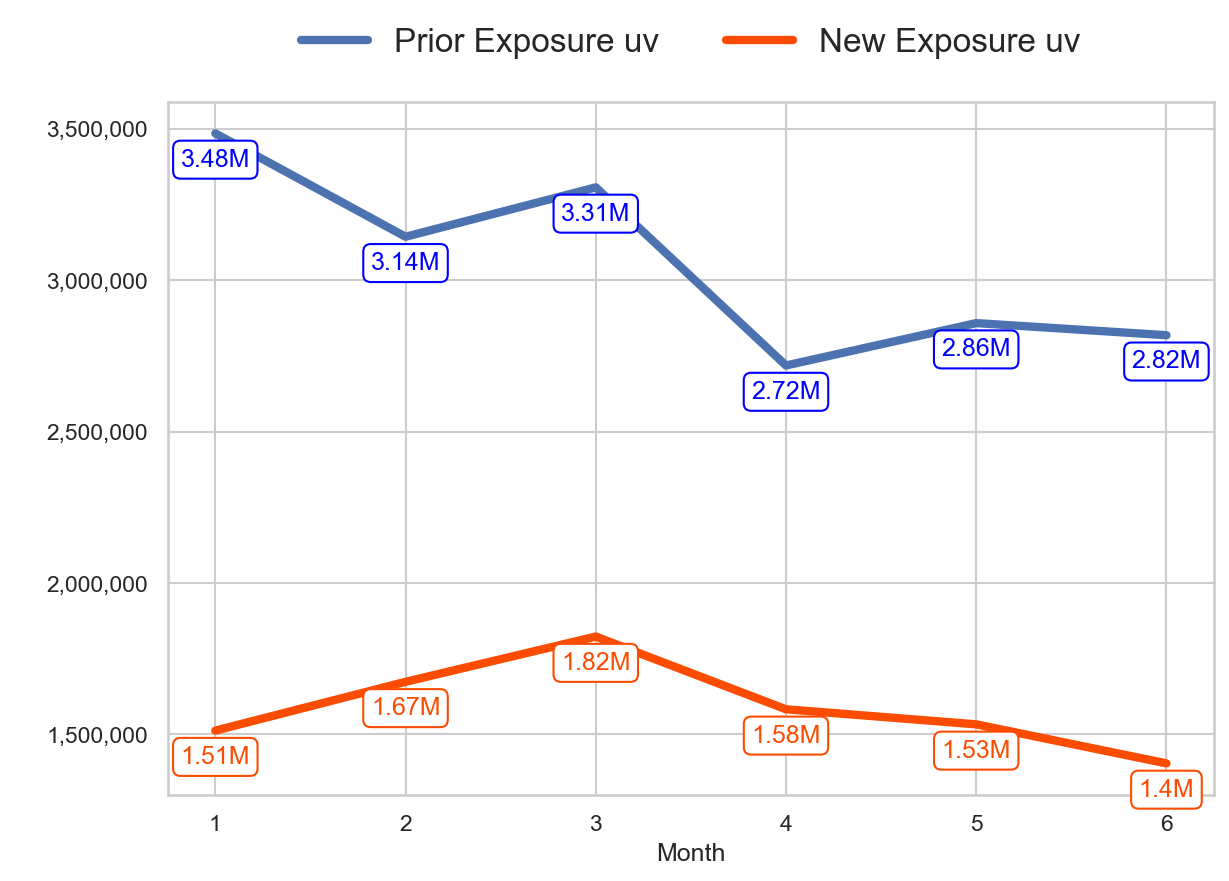 Prior Exposure uv New Exposure uv
3,500,000
3.48M
3.31M
3.14M
3,000,000
2.86M
2.82M
2.72M
2,500,000
2,000,000
1.82M
1.67M
1.58M
1.53M
1,500,000
1.51M
1.4M
1 2 3 4 5 6
Month